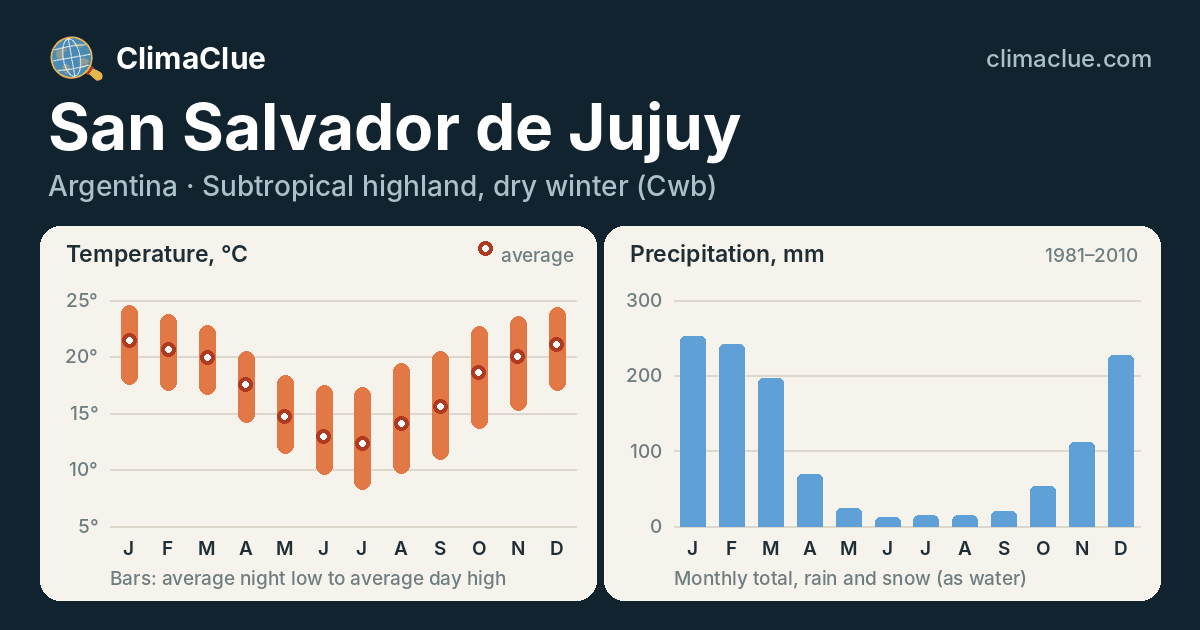 ClimaClue
climaclue.com
San Salvador de Jujuy
Argentina · Subtropical highland, dry winter (Cwb)
Temperature, °C
average
25°
20°
15°
10°
5°
J F M A M J J A S O N D
Bars: average night low to average day high
Precipitation, mm
1981–2010
300
200
100
0
J F M A M J J A S O N D
Monthly total, rain and snow (as water)